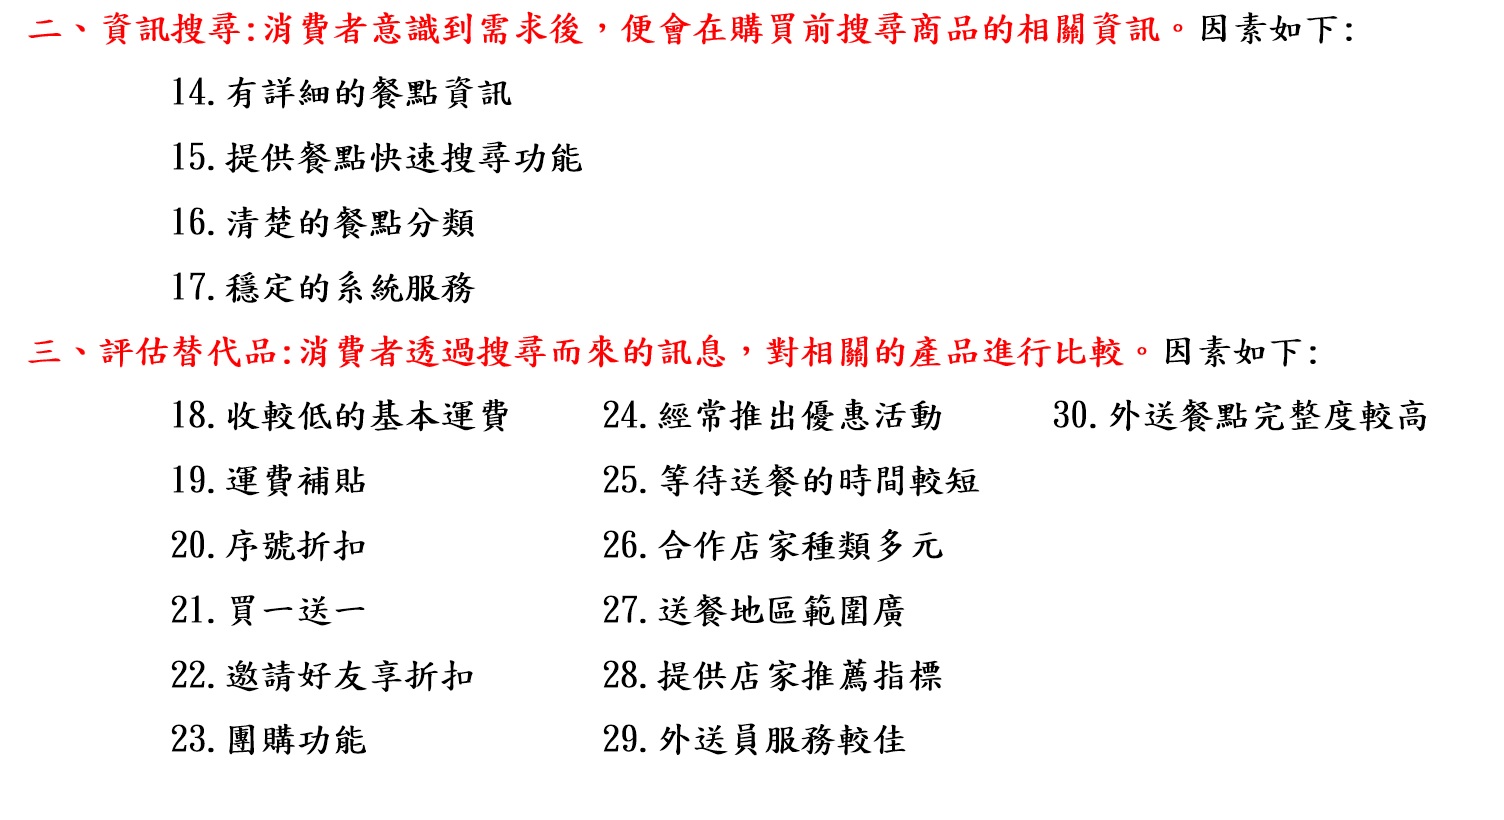 二、資訊搜尋:消費者意識到需求後，便會在購買前搜尋商品的相關資訊。因素如下:
14.有詳細的餐點資訊
15.提供餐點快速搜尋功能
16.清楚的餐點分類
17.穩定的系統服務
三、評估替代品:消費者透過搜尋而來的訊息，對相關的產品進行比較。因素如下:
18.收較低的基本運費
19.運費補貼
20.序號折扣
21.買一送一
22.邀請好友享折扣
23.團購功能
24.經常推出優惠活動
25.等待送餐的時間較短
26.合作店家種類多元
27.送餐地區範圍廣
28.提供店家推薦指標
29.外送員服務較佳
30.外送餐點完整度較高